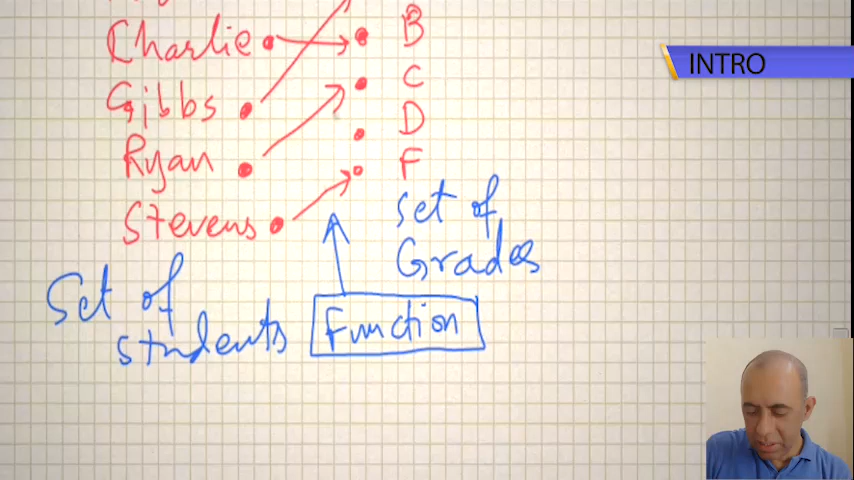 Charlie
B
INTRO
C
Gibbs
D
Ryan
F
Stevens
Set of
Grades
Set of
students
Function